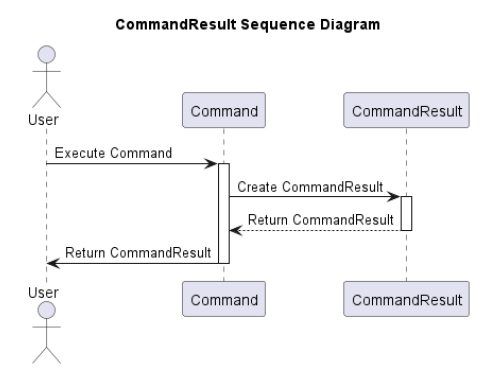 CommandResult Sequence Diagram
User
Command
CommandResult
Execute Command
Create CommandResult
Return CommandResult
Return CommandResult
User
Command
CommandResult